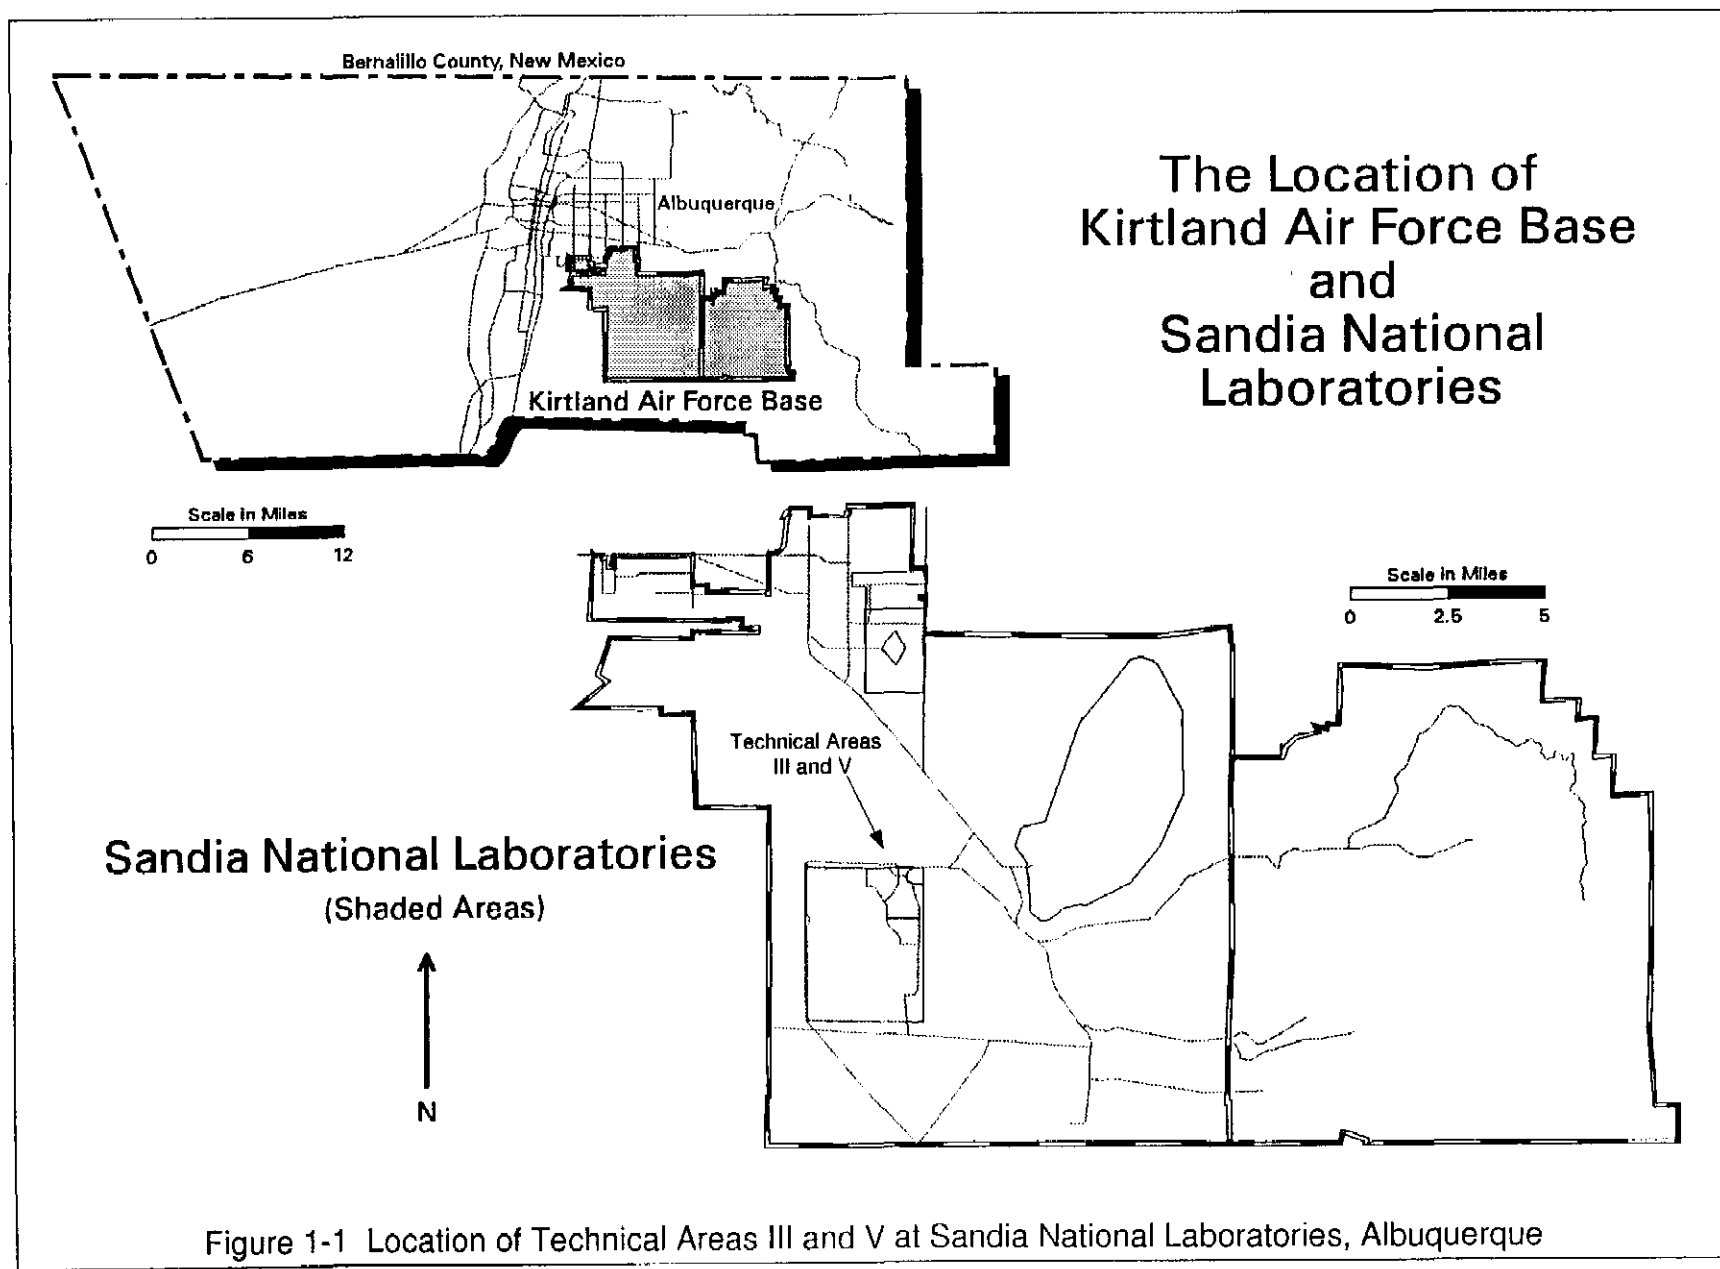 Bernalillo County, New Mexico
Albuquerque
Kirtland Air Force Base
The Location of
Kirtland Air Force Base
and
Sandia National
Laboratories
Scale in Miles
0 6 12
Scale in Miles
0 2.5 5
Technical Areas
III and V
Sandia National Laboratories
(Shaded Areas)
N
Figure 1-1 Location of Technical Areas III and V at Sandia National Laboratories, Albuquerque